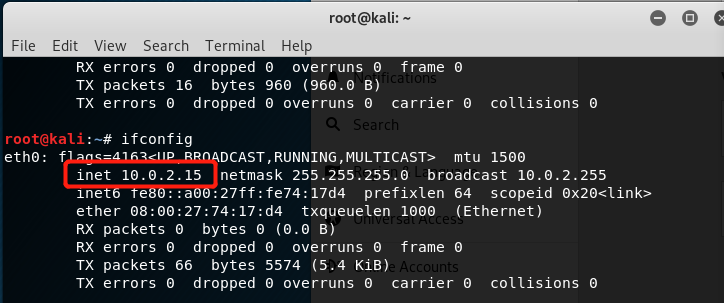 root@kali: ~
File Edit View Search Terminal Help
RX errors 0 dropped 0 overruns 0 frame 0
Notifications
TX packets 16 bytes 960 (960.0 B)
TX errors 0 dropped 0 overruns 0 carrier 0 collisions 0
Search
root@kali:~# ifconfig
eth0: flags=4163<UP,BROADCAST,RUNNING,MULTICAST> mtu 1500
inet 10.0.2.15 netmask 255.255.255.0 broadcast 10.0.2.255
inet6 fe80::a00:27ff:fe74:17d4 prefixlen 64 scopeid 0x20<link>
ether 08:00:27:74:17:d4 txqueuelen 1000 (Ethernet)
Universal Access
RX packets 0 bytes 0 (0.0 B)
RX errors 0 dropped 0 overruns 0 frame 0
TX packets 66 bytes 5574 (5.4 KiB)
Accounts
TX errors 0 dropped 0 overruns 0 carrier 0 collisions 0